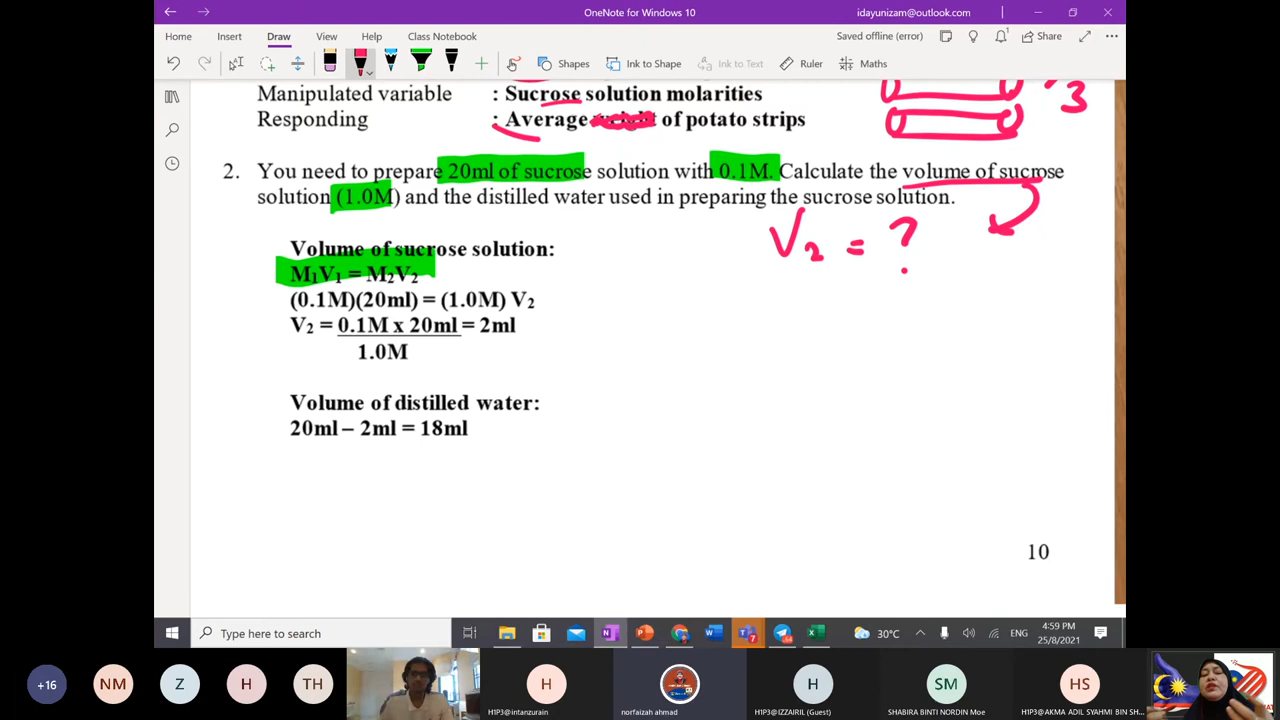 OneNote for Windows 10
idayunizam@outlook.com
Home Insert Draw View Help Class Notebook
Saved offline (error)
Share
Shapes
Ink to Shape
Ink to Text
Ruler
Maths
Manipulated variable : Sucrose solution molarities
Responding : Average of potato strips
3
2. You need to prepare 20ml of sucrose solution with 0.1M. Calculate the volume of sucrose
solution (1.0M) and the distilled water used in preparing the sucrose solution.
V₂ = ?
Volume of sucrose solution:
M₁V₁ = M₂V₂
(0.1M)(20ml) = (1.0M) V₂
V₂ = 0.1M x 20ml = 2ml
1.0M
Volume of distilled water:
20ml – 2ml = 18ml
10
Type here to search
30°C
ENG
4:59 PM
25/8/2021
+16
NM
Z
H
TH
H
H1P3@intanzurain
norfaizah ahmad
H
H1P3@IZZAIRIL (Guest)
SM
SHABIRA BINTI NORDIN Moe
HS
H1P3@AKMA ADIL SYAHMI BIN SH...